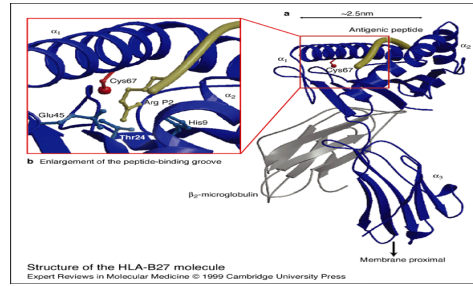 a
~2.5nm
Antigenic peptide
α1
α2
Cys67
α1
Cys67
Arg P2
α2
Glu45
His9
Thr24
b Enlargement of the peptide-binding groove
β2-microglobulin
α3
Membrane proximal
Structure of the HLA-B27 molecule
Expert Reviews in Molecular Medicine © 1999 Cambridge University Press